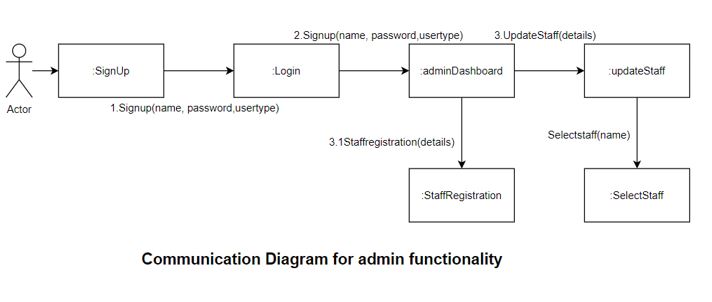 2.Signup(name, password,usertype)
3.UpdateStaff(details)
:SignUp
:Login
:adminDashboard
:updateStaff
Actor
1.Signup(name, password,usertype)
3.1Staffregistration(details)
Selectstaff(name)
:StaffRegistration
:SelectStaff
Communication Diagram for admin functionality